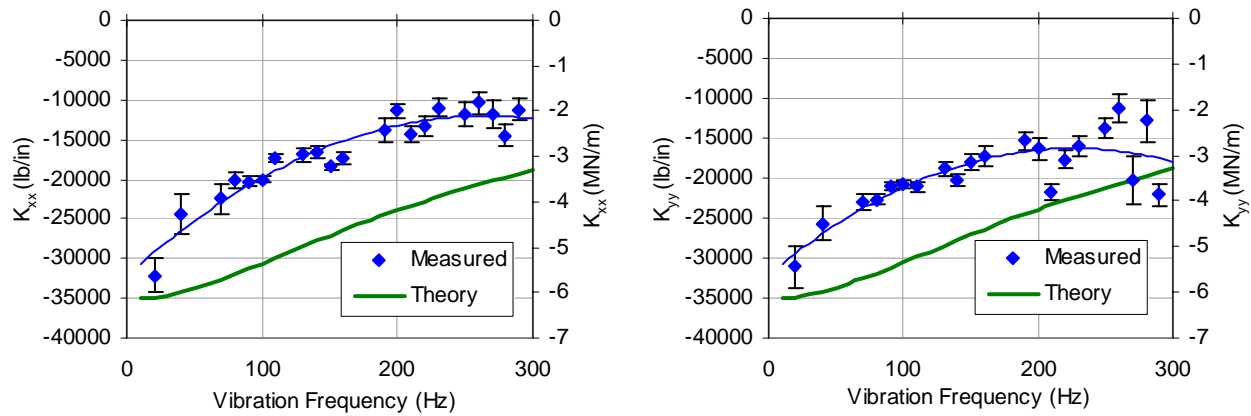 0
-5000
-10000
-15000
-20000
-25000
-30000
-35000
-40000
K_xx (lb/in)
0
-1
-2
-3
-4
-5
-6
-7
K_xx (MN/m)
Measured
Theory
0 100 200 300
Vibration Frequency (Hz)
0
-5000
-10000
-15000
-20000
-25000
-30000
-35000
-40000
K_yy (lb/in)
0
-1
-2
-3
-4
-5
-6
-7
K_yy (MN/m)
Measured
Theory
0 100 200 300
Vibration Frequency (Hz)